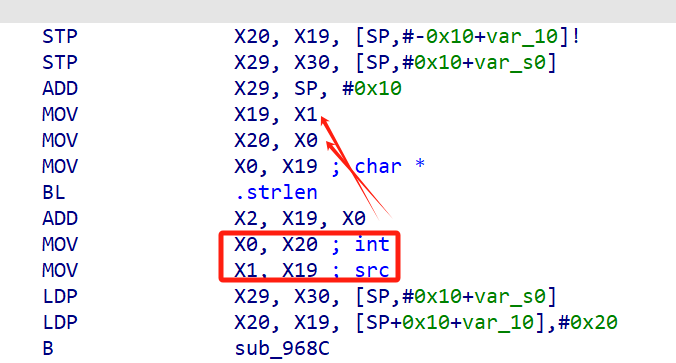 STP X20, X19, [SP,#-0x10+var_10]!
STP X29, X30, [SP,#0x10+var_s0]
ADD X29, SP, #0x10
MOV X19, X1
MOV X20, X0
MOV X0, X19 ; char *
BL .strlen
ADD X2, X19, X0
MOV X0, X20 ; int
MOV X1, X19 ; src
LDP X29, X30, [SP,#0x10+var_s0]
LDP X20, X19, [SP+0x10+var_10],#0x20
B sub_968C